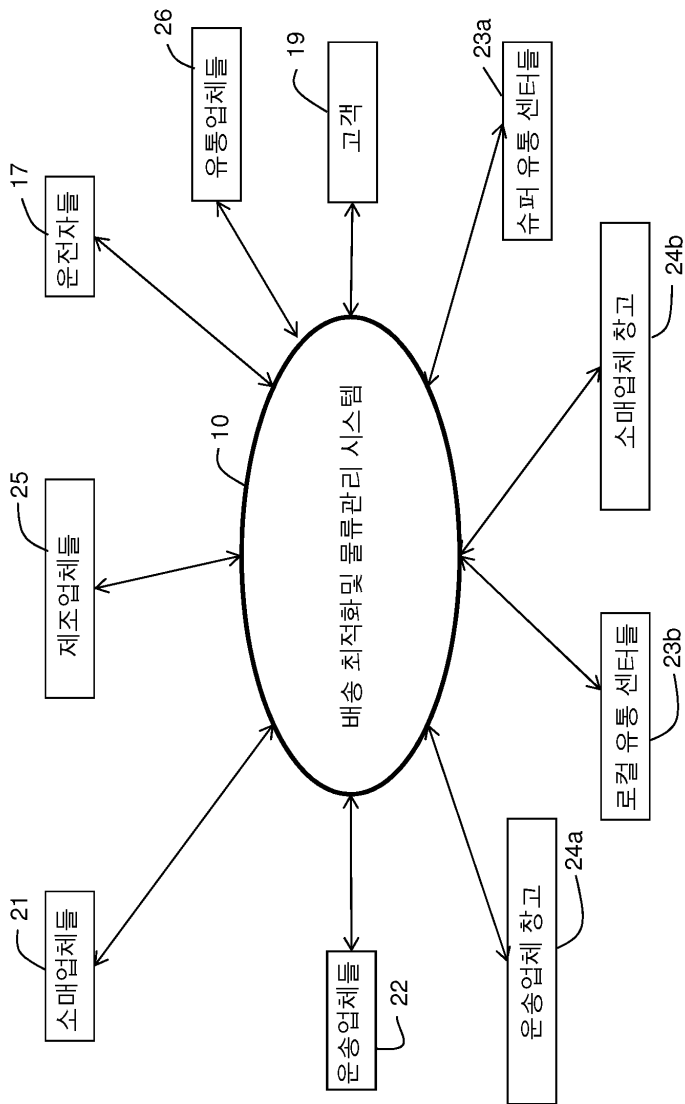 21
25
17
소매업체들
제조업체들
운전자들
26
유통업체들
10
19
운송업체들
배송 최적화 및 물류관리 시스템
고객
22
23a
슈퍼 유통 센터들
운송업체 창고
24a
로컬 유통 센터들
23b
소매업체 창고
24b